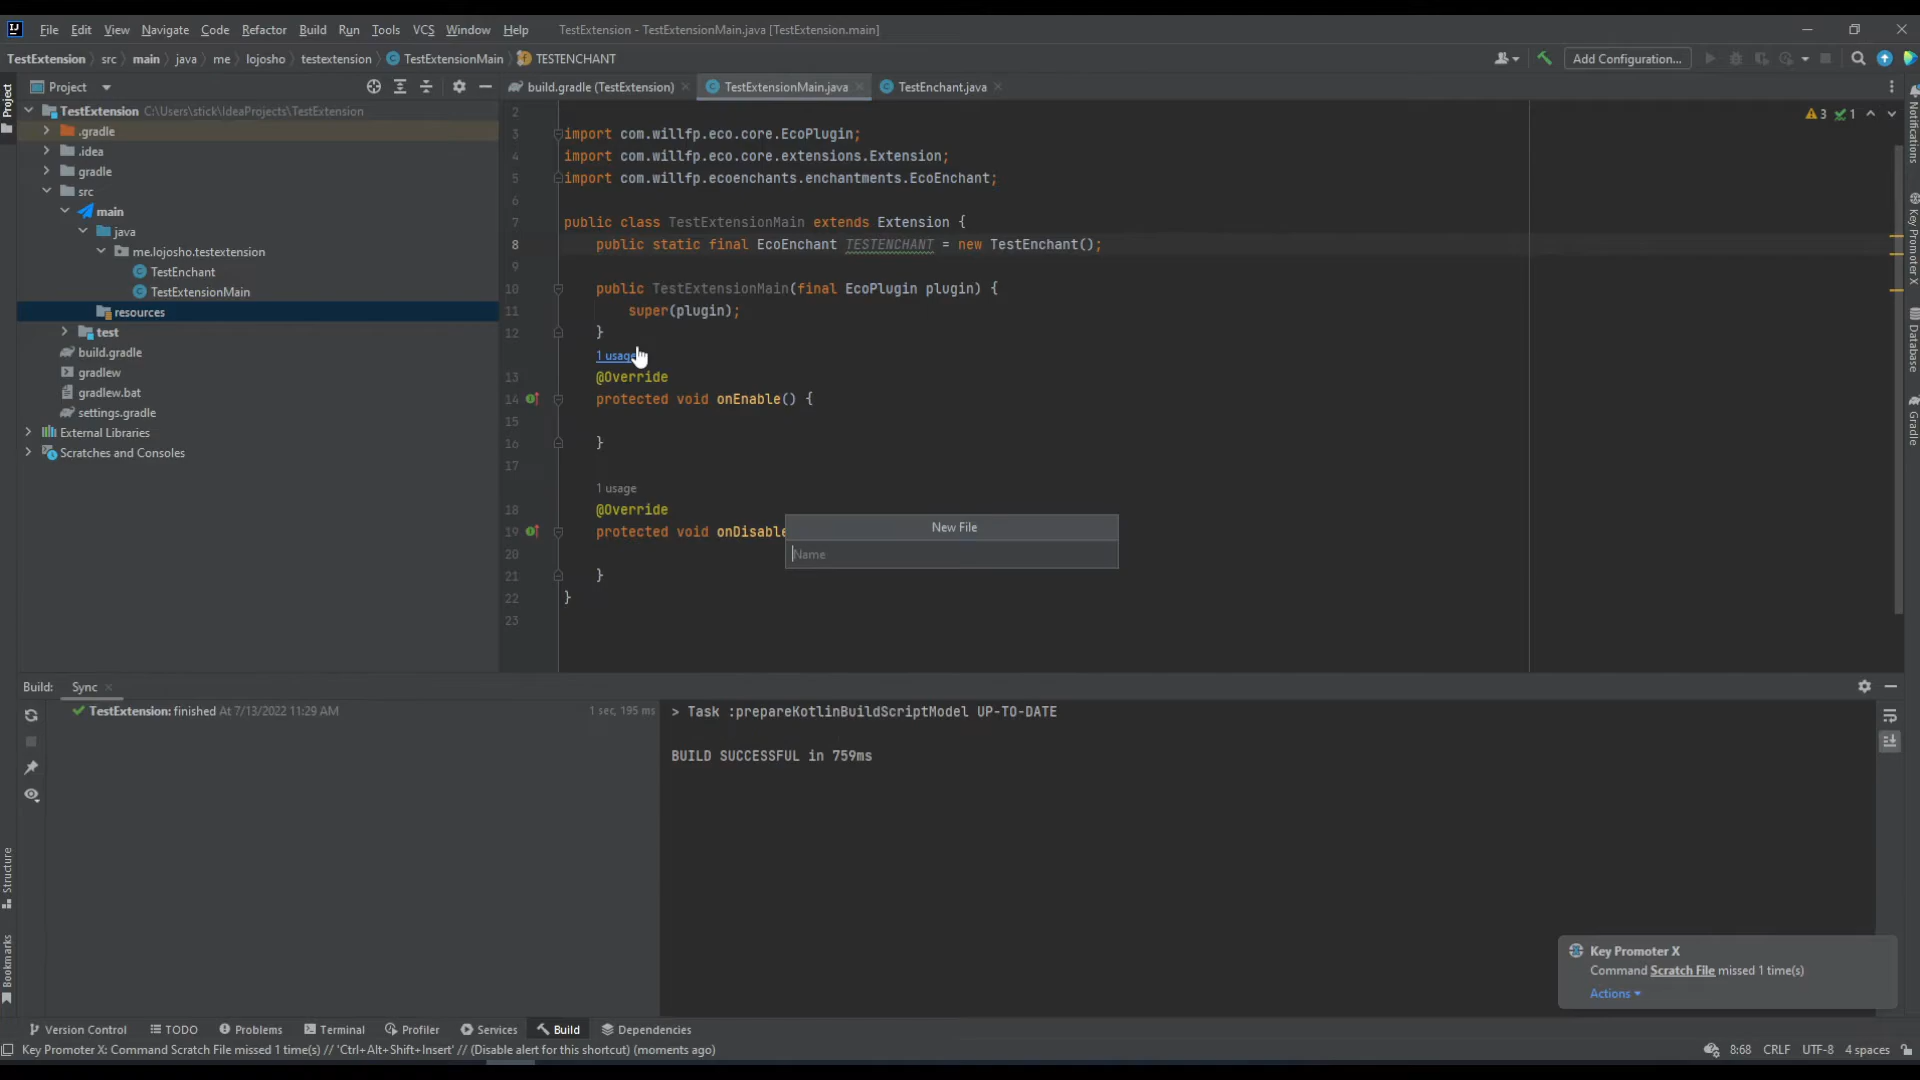 File Edit View Navigate Code Refactor Build Run Tools VCS Window Help TestExtension - TestExtensionMain.java [TestExtension.main]
TestExtension src main java me lojosho testextension TestExtensionMain TESTENCHANT Add Configuration...
Project build.gradle (TestExtension) TestExtensionMain.java TestEnchant.java
TestExtension C:\Users\stick\IdeaProjects\TestExtension
.gradle
.idea
gradle
src
main
java
me.lojosho.testextension
TestEnchant
TestExtensionMain
resources
test
build.gradle
gradlew
gradlew.bat
settings.gradle
External Libraries
Scratches and Consoles
2
3 import com.willfp.eco.core.EcoPlugin;
4 import com.willfp.eco.core.extensions.Extension;
5 import com.willfp.ecoenchants.enchantments.EcoEnchant;
6
7 public class TestExtensionMain extends Extension {
8 public static final EcoEnchant TESTENCHANT = new TestEnchant();
9
10 public TestExtensionMain(final EcoPlugin plugin) {
11 super(plugin);
12 }
1 usage
13 @Override
14 protected void onEnable() {
15
16 }
17
1 usage
18 @Override
19 protected void onDisable
20
21 }
22 }
23
3 1
New File
Name
Project
Structure
Bookmarks
Notifications
Key Promoter X
Database
Gradle
Build: Sync
TestExtension: finished At 7/13/2022 11:29 AM 1 sec, 195 ms
> Task :prepareKotlinBuildScriptModel UP-TO-DATE
BUILD SUCCESSFUL in 759ms
Key Promoter X
Command Scratch File missed 1 time(s)
Actions
Version Control TODO Problems Terminal Profiler Services Build Dependencies
Key Promoter X: Command Scratch File missed 1 time(s) // 'Ctrl+Alt+Shift+Insert' // (Disable alert for this shortcut) (moments ago) 8:68 CRLF UTF-8 4 spaces